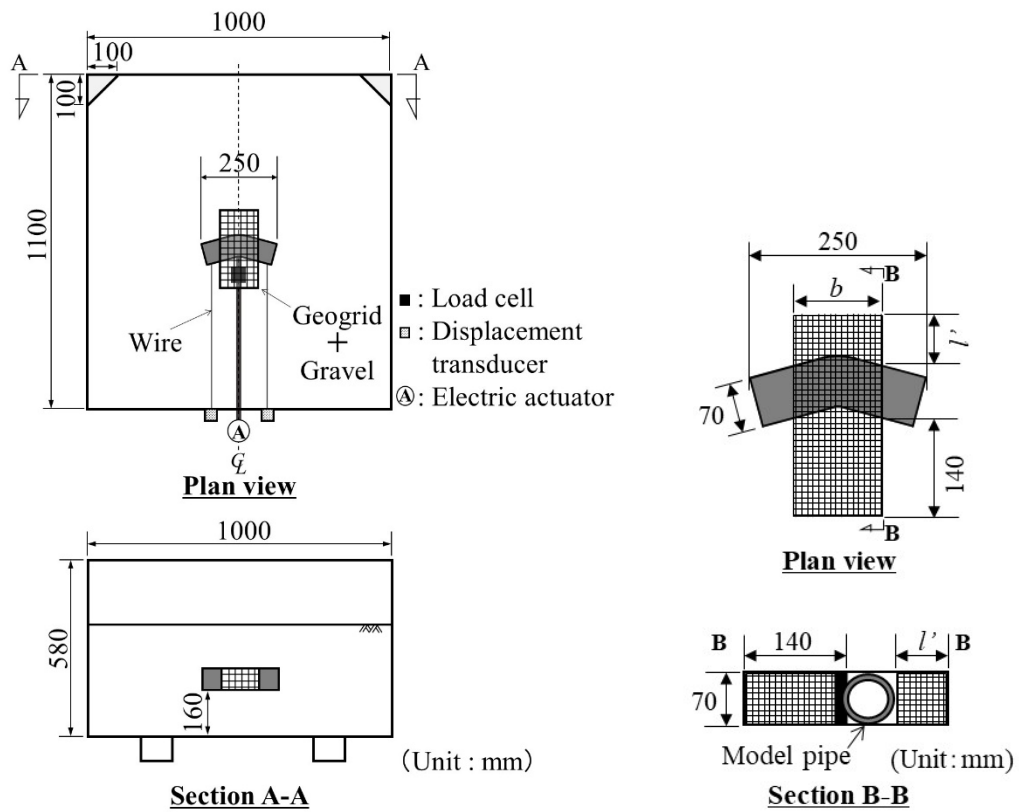 1000
100
A
A
100
250
1100
Wire
Geogrid
+
Gravel
■ : Load cell
: Displacement
transducer
Ⓐ : Electric actuator
A
℄
Plan view
1000
580
160
(Unit : mm)
Section A-A
250
B
b
l'
70
140
B
Plan view
B
140
l'
B
70
Model pipe
(Unit : mm)
Section B-B